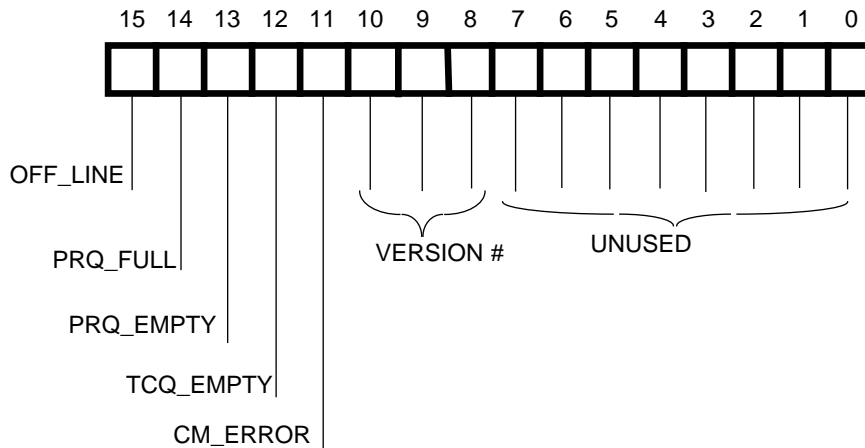 15 14 13 12 11 10 9 8 7 6 5 4 3 2 1 0
OFF_LINE
VERSION #
UNUSED
PRQ_FULL
PRQ_EMPTY
TCQ_EMPTY
CM_ERROR